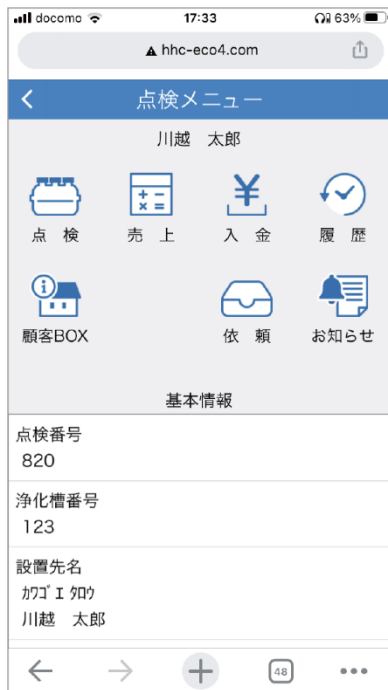 docomo 17:33 63%
hhc-eco4.com
点検メニュー
川越　太郎
点 検 売 上 入 金 履 歴
顧客BOX 依 頼 お知らせ
基本情報
点検番号
820
浄化槽番号
123
設置先名
ｶﾜｺﾞｴ ﾀﾛｳ
川越　太郎
48